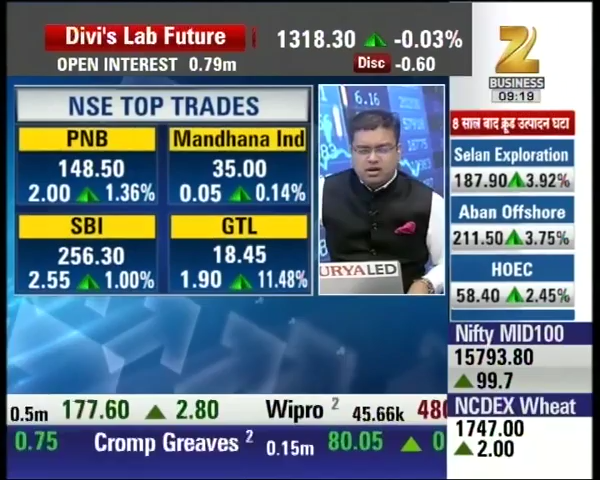 Divi's Lab Future
1318.30 -0.03%
OPEN INTEREST 0.79m
Disc -0.60
Z
BUSINESS
09:19
NSE TOP TRADES
PNB
148.50
2.00 1.36%
Mandhana Ind
35.00
0.05 0.14%
SBI
256.30
2.55 1.00%
GTL
18.45
1.90 11.48%
6.16
URYALED
8 साल बाद क्रूड उत्पादन घटा
Selan Exploration
187.90 3.92%
Aban Offshore
211.50 3.75%
HOEC
58.40 2.45%
Nifty MID100
15793.80
99.7
NCDEX Wheat
1747.00
2.00
0.5m 177.60 2.80 Wipro 2 45.66k 480
0.75 Cromp Greaves 2 0.15m 80.05 0